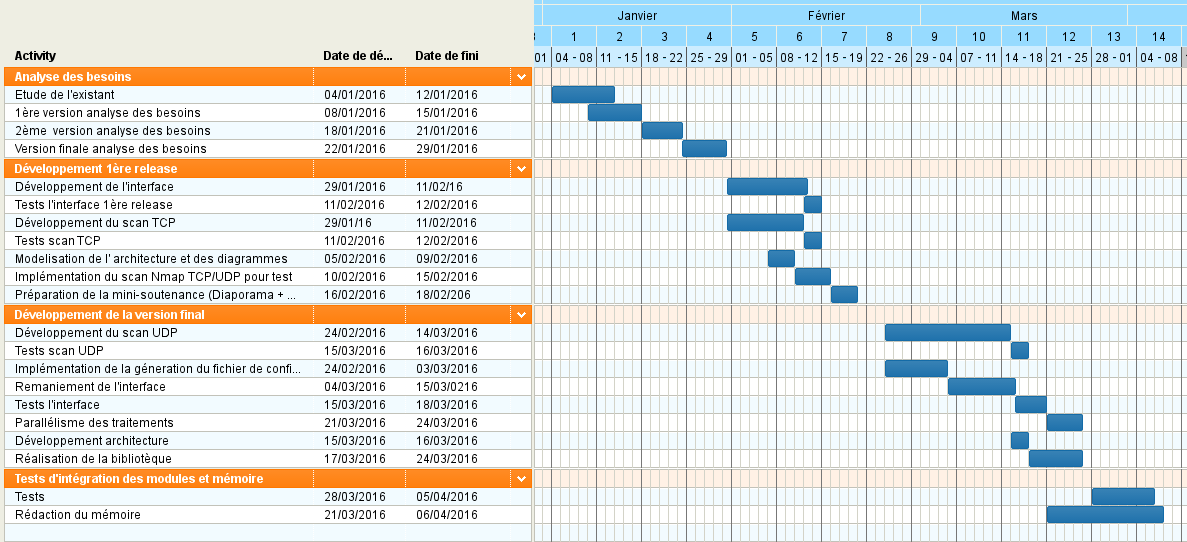 Janvier Février Mars
3 1 2 3 4 5 6 7 8 9 10 11 12 13 14
Activity Date de dé... Date de fini 01 04 - 08 11 - 15 18 - 22 25 - 29 01 - 05 08 - 12 15 - 19 22 - 26 29 - 04 07 - 11 14 - 18 21 - 25 28 - 01 04 - 08
Analyse des besoins
Etude de l'existant 04/01/2016 12/01/2016
1ère version analyse des besoins 08/01/2016 15/01/2016
2ème version analyse des besoins 18/01/2016 21/01/2016
Version finale analyse des besoins 22/01/2016 29/01/2016
Développement 1ère release
Développement de l'interface 29/01/2016 11/02/16
Tests l'interface 1ère release 11/02/2016 12/02/2016
Développement du scan TCP 29/01/16 11/02/2016
Tests scan TCP 11/02/2016 12/02/2016
Modelisation de l' architecture et des diagrammes 05/02/2016 09/02/2016
Implémentation du scan Nmap TCP/UDP pour test 10/02/2016 15/02/2016
Préparation de la mini-soutenance (Diaporama + ... 16/02/2016 18/02/206
Développement de la version final
Développement du scan UDP 24/02/2016 14/03/2016
Tests scan UDP 15/03/2016 16/03/2016
Implémentation de la géneration du fichier de confi... 24/02/2016 03/03/2016
Remaniement de l'interface 04/03/2016 15/03/0216
Tests l'interface 15/03/2016 18/03/2016
Parallélisme des traitements 21/03/2016 24/03/2016
Développement architecture 15/03/2016 16/03/2016
Réalisation de la bibliotèque 17/03/2016 24/03/2016
Tests d'intégration des modules et mémoire
Tests 28/03/2016 05/04/2016
Rédaction du mémoire 21/03/2016 06/04/2016